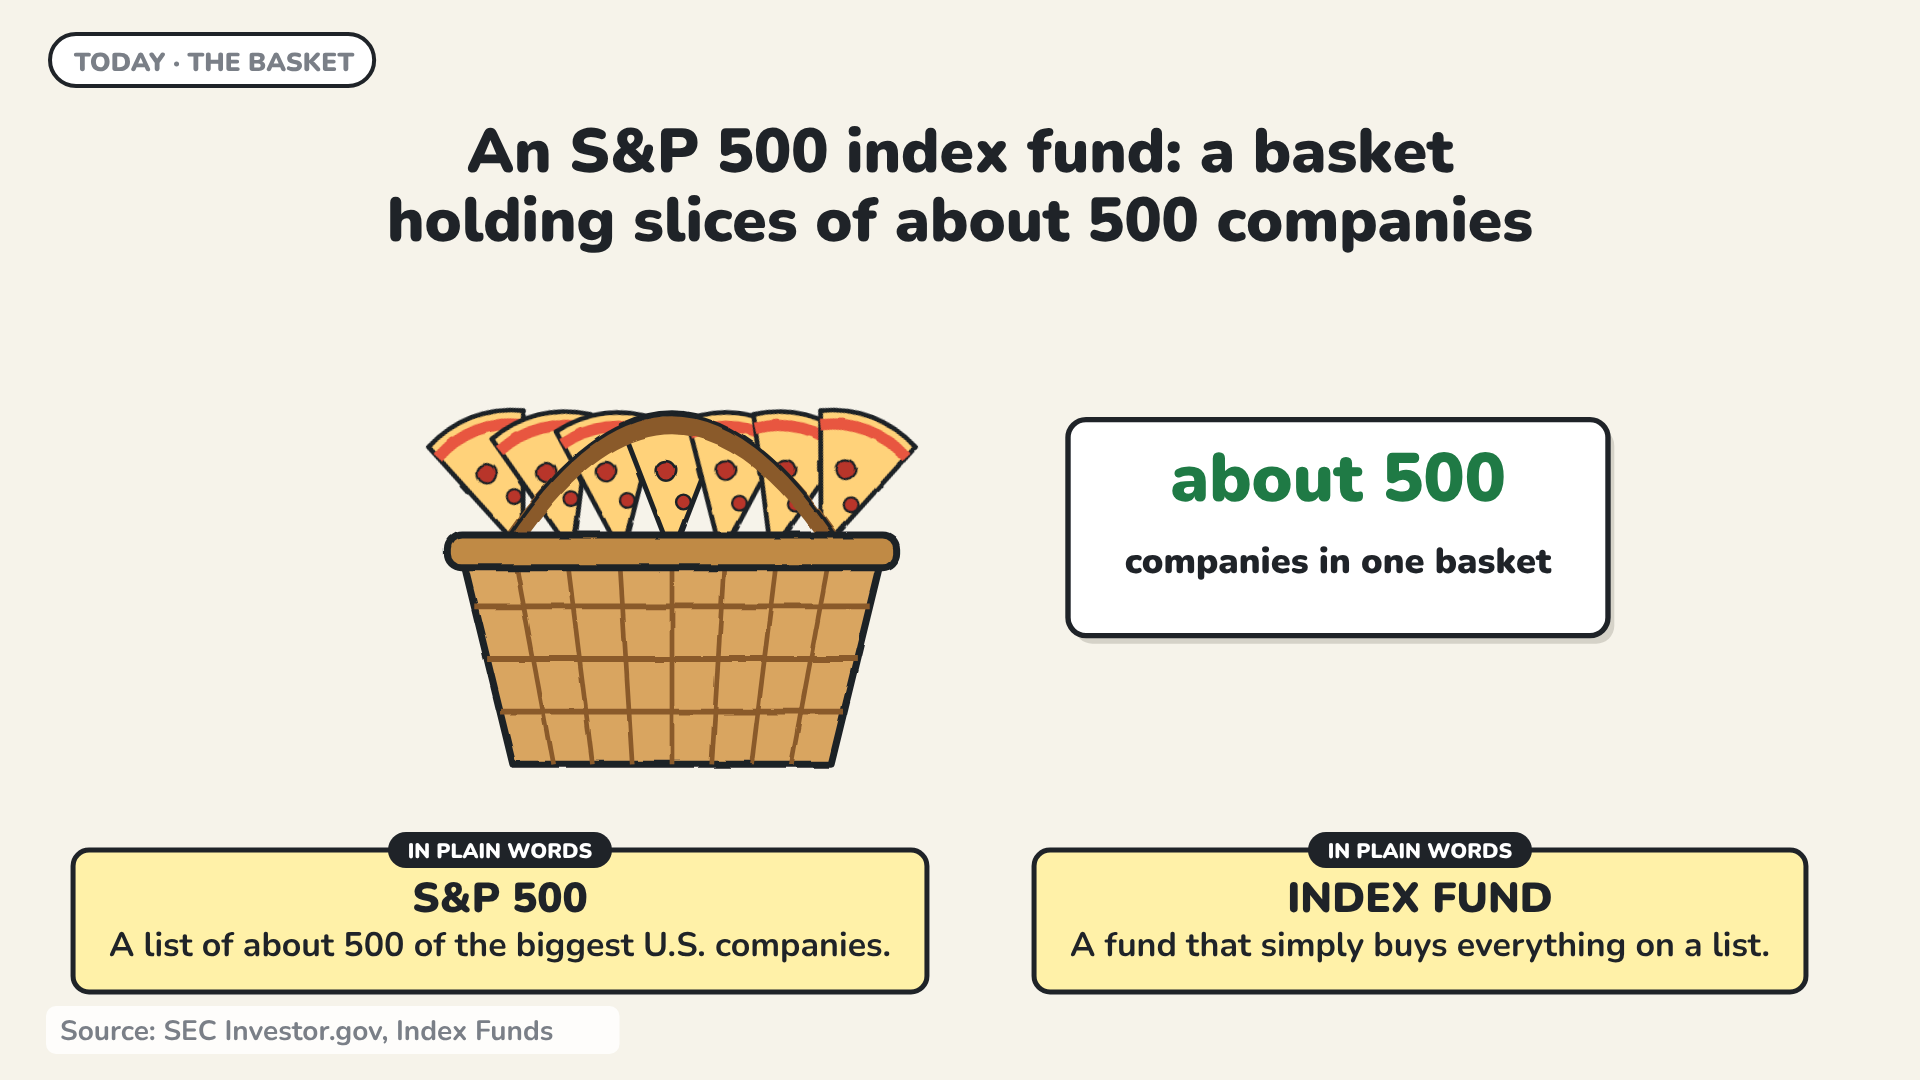 TODAY · THE BASKET
An S&P 500 index fund: a basket
holding slices of about 500 companies
about 500
companies in one basket
IN PLAIN WORDS
S&P 500
A list of about 500 of the biggest U.S. companies.
IN PLAIN WORDS
INDEX FUND
A fund that simply buys everything on a list.
Source: SEC Investor.gov, Index Funds